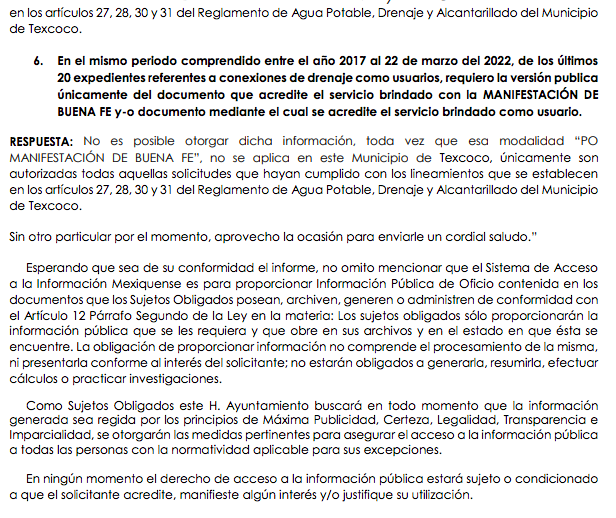 en los artículos 27, 28, 30 y 31 del Reglamento de Agua Potable, Drenaje y Alcantarillado del Municipio
de Texcoco.
6. En el mismo periodo comprendido entre el año 2017 al 22 de marzo del 2022, de los últimos
20 expedientes referentes a conexiones de drenaje como usuarios, requiero la versión publica
únicamente del documento que acredite el servicio brindado con la MANIFESTACIÓN DE
BUENA FE y-o documento mediante el cual se acredite el servicio brindado como usuario.
RESPUESTA: No es posible otorgar dicha información, toda vez que esa modalidad “PO
MANIFESTACIÓN DE BUENA FE”, no se aplica en este Municipio de Texcoco, únicamente son
autorizadas todas aquellas solicitudes que hayan cumplido con los lineamientos que se establecen
en los artículos 27, 28, 30 y 31 del Reglamento de Agua Potable, Drenaje y Alcantarillado del Municipio
de Texcoco.
Sin otro particular por el momento, aprovecho la ocasión para enviarle un cordial saludo.”
Esperando que sea de su conformidad el informe, no omito mencionar que el Sistema de Acceso
a la Información Mexiquense es para proporcionar Información Pública de Oficio contenida en los
documentos que los Sujetos Obligados posean, archiven, generen o administren de conformidad con
el Artículo 12 Párrafo Segundo de la Ley en la materia: Los sujetos obligados sólo proporcionarán la
información pública que se les requiera y que obre en sus archivos y en el estado en que ésta se
encuentre. La obligación de proporcionar información no comprende el procesamiento de la misma,
ni presentarla conforme al interés del solicitante; no estarán obligados a generarla, resumirla, efectuar
cálculos o practicar investigaciones.
Como Sujetos Obligados este H. Ayuntamiento buscará en todo momento que la información
generada sea regida por los principios de Máxima Publicidad, Certeza, Legalidad, Transparencia e
Imparcialidad, se otorgarán las medidas pertinentes para asegurar el acceso a la información pública
a todas las personas con la normatividad aplicable para sus excepciones.
En ningún momento el derecho de acceso a la información pública estará sujeto o condicionado
a que el solicitante acredite, manifieste algún interés y/o justifique su utilización.